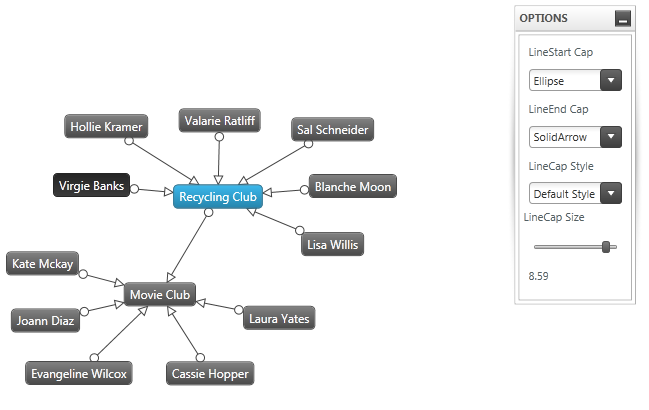 OPTIONS
LineStart Cap
Ellipse
LineEnd Cap
SolidArrow
LineCap Style
Default Style
LineCap Size
8.59
Hollie Kramer
Valarie Ratliff
Sal Schneider
Virgie Banks
Recycling Club
Blanche Moon
Lisa Willis
Kate Mckay
Movie Club
Joann Diaz
Laura Yates
Evangeline Wilcox
Cassie Hopper